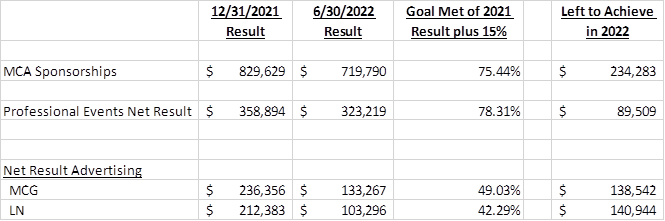 12/31/2021 6/30/2022 Goal Met of 2021 Left to Achieve
Result Result Result plus 15% in 2022
MCA Sponsorships $ 829,629 $ 719,790 75.44% $ 234,283
Professional Events Net Result $ 358,894 $ 323,219 78.31% $ 89,509
Net Result Advertising
MCG $ 236,356 $ 133,267 49.03% $ 138,542
LN $ 212,383 $ 103,296 42.29% $ 140,944